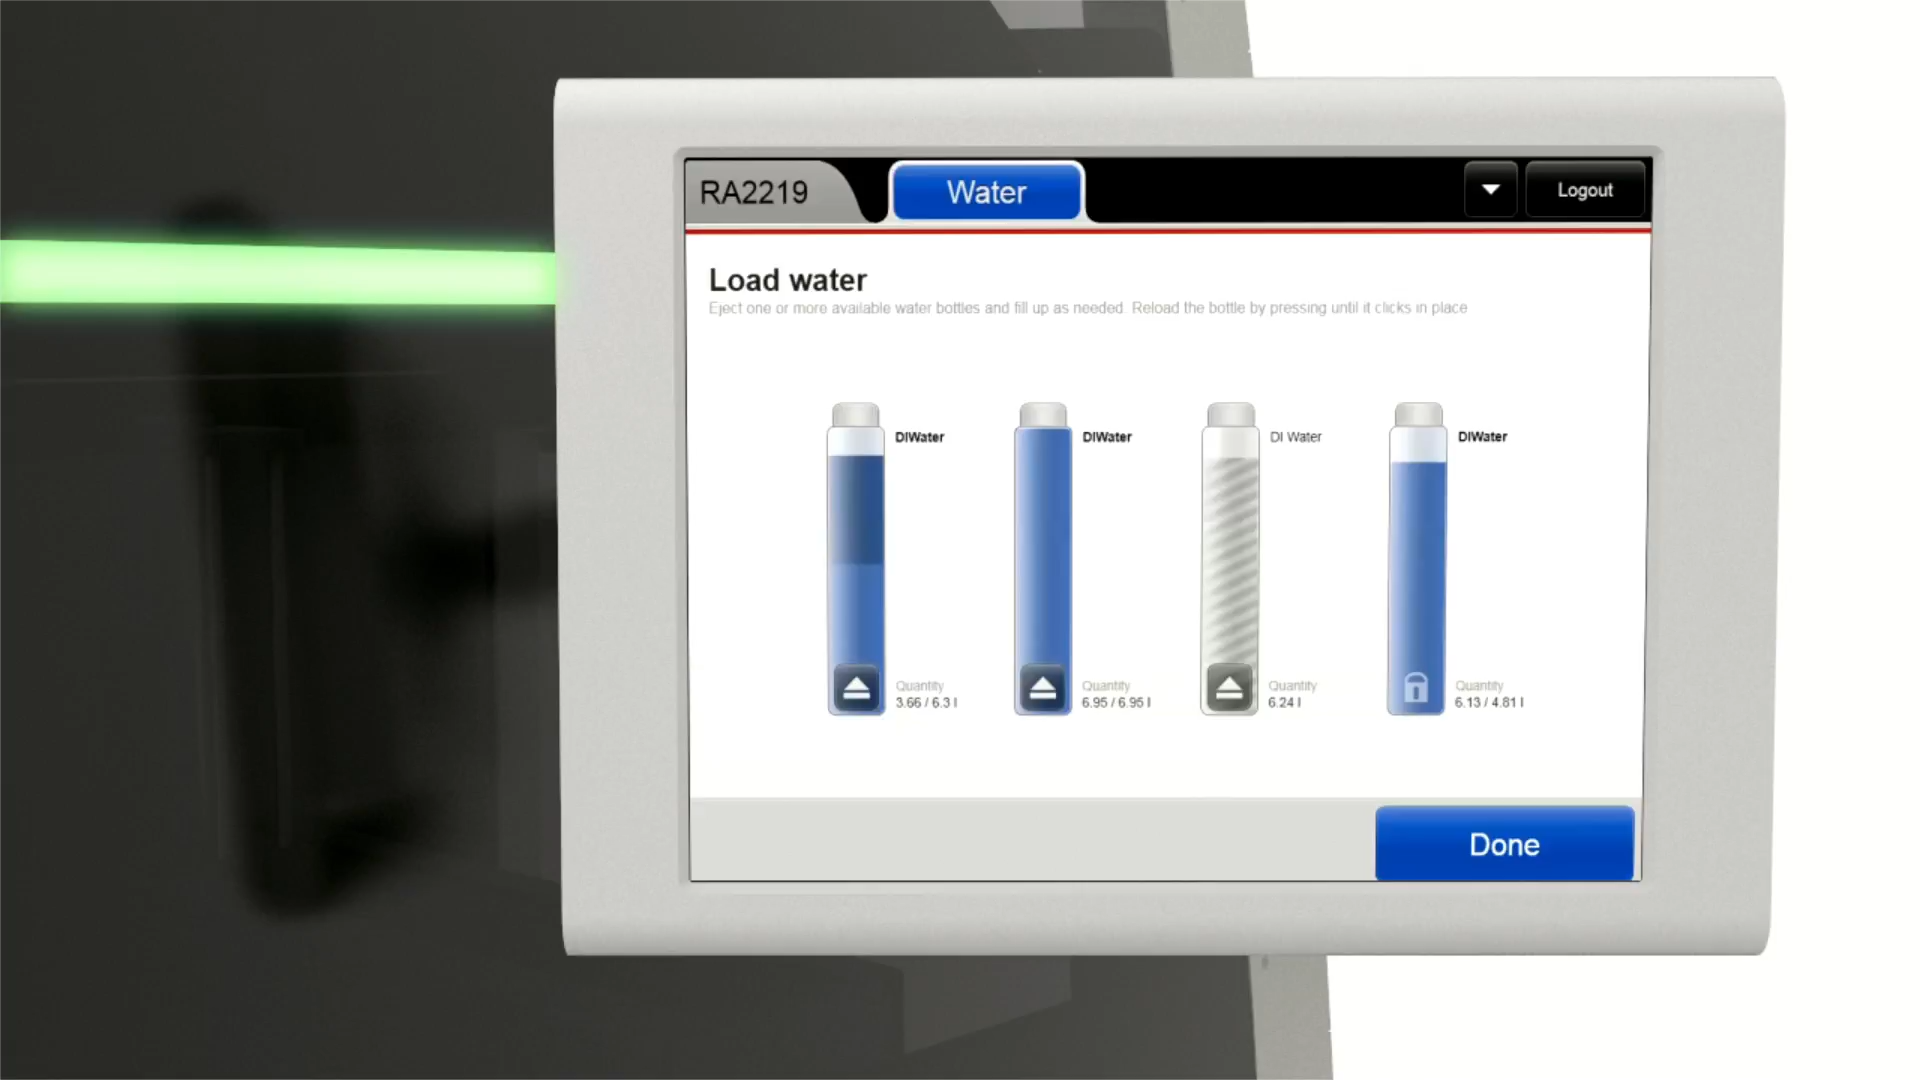 RA2219
Water
Logout
Load water
Eject one or more available water bottles and fill up as needed. Reload the bottle by pressing until it clicks in place
DIWater
DIWater
DI Water
DIWater
Quantity
3.66 / 6.3 l
Quantity
6.95 / 6.95 l
Quantity
6.24 l
Quantity
6.13 / 4.81 l
Done